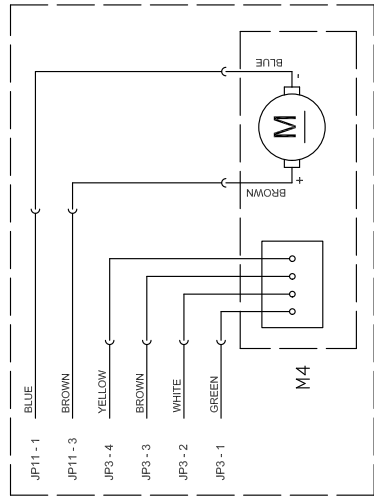 BLUE
-
M
+
BROWN
M4
JP11 - 1 BLUE
JP11 - 3 BROWN
JP3 - 4 YELLOW
JP3 - 3 BROWN
JP3 - 2 WHITE
JP3 - 1 GREEN